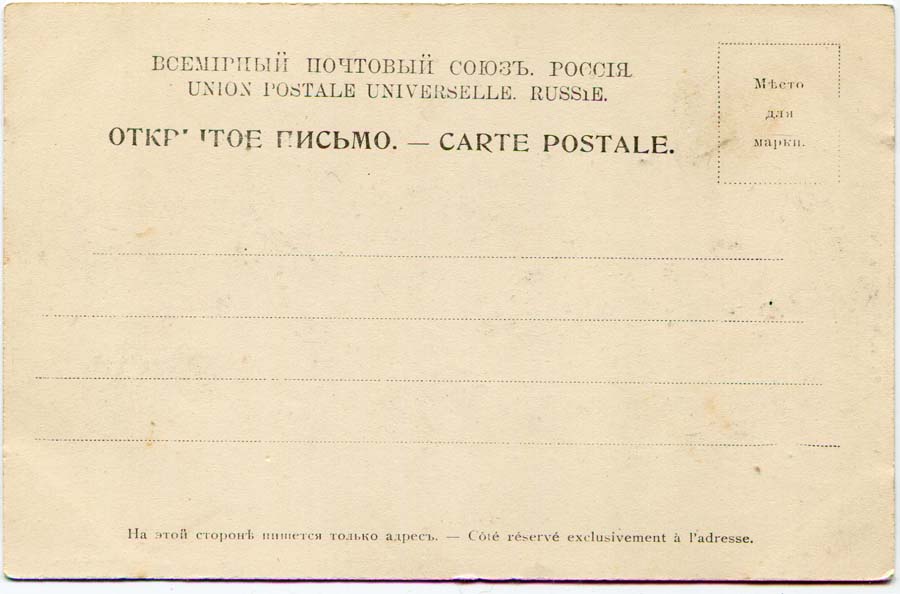 ВСЕМІРНЫЙ ПОЧТОВЫЙ СОЮЗЪ. РОССІЯ
UNION POSTALE UNIVERSELLE. RUSSIE.
ОТКРЫТОЕ ПИСЬМО. — CARTE POSTALE.
Мѣсто
для
марки.
На этой сторонѣ пишется только адресъ. — Côté réservé exclusivement à l'adresse.